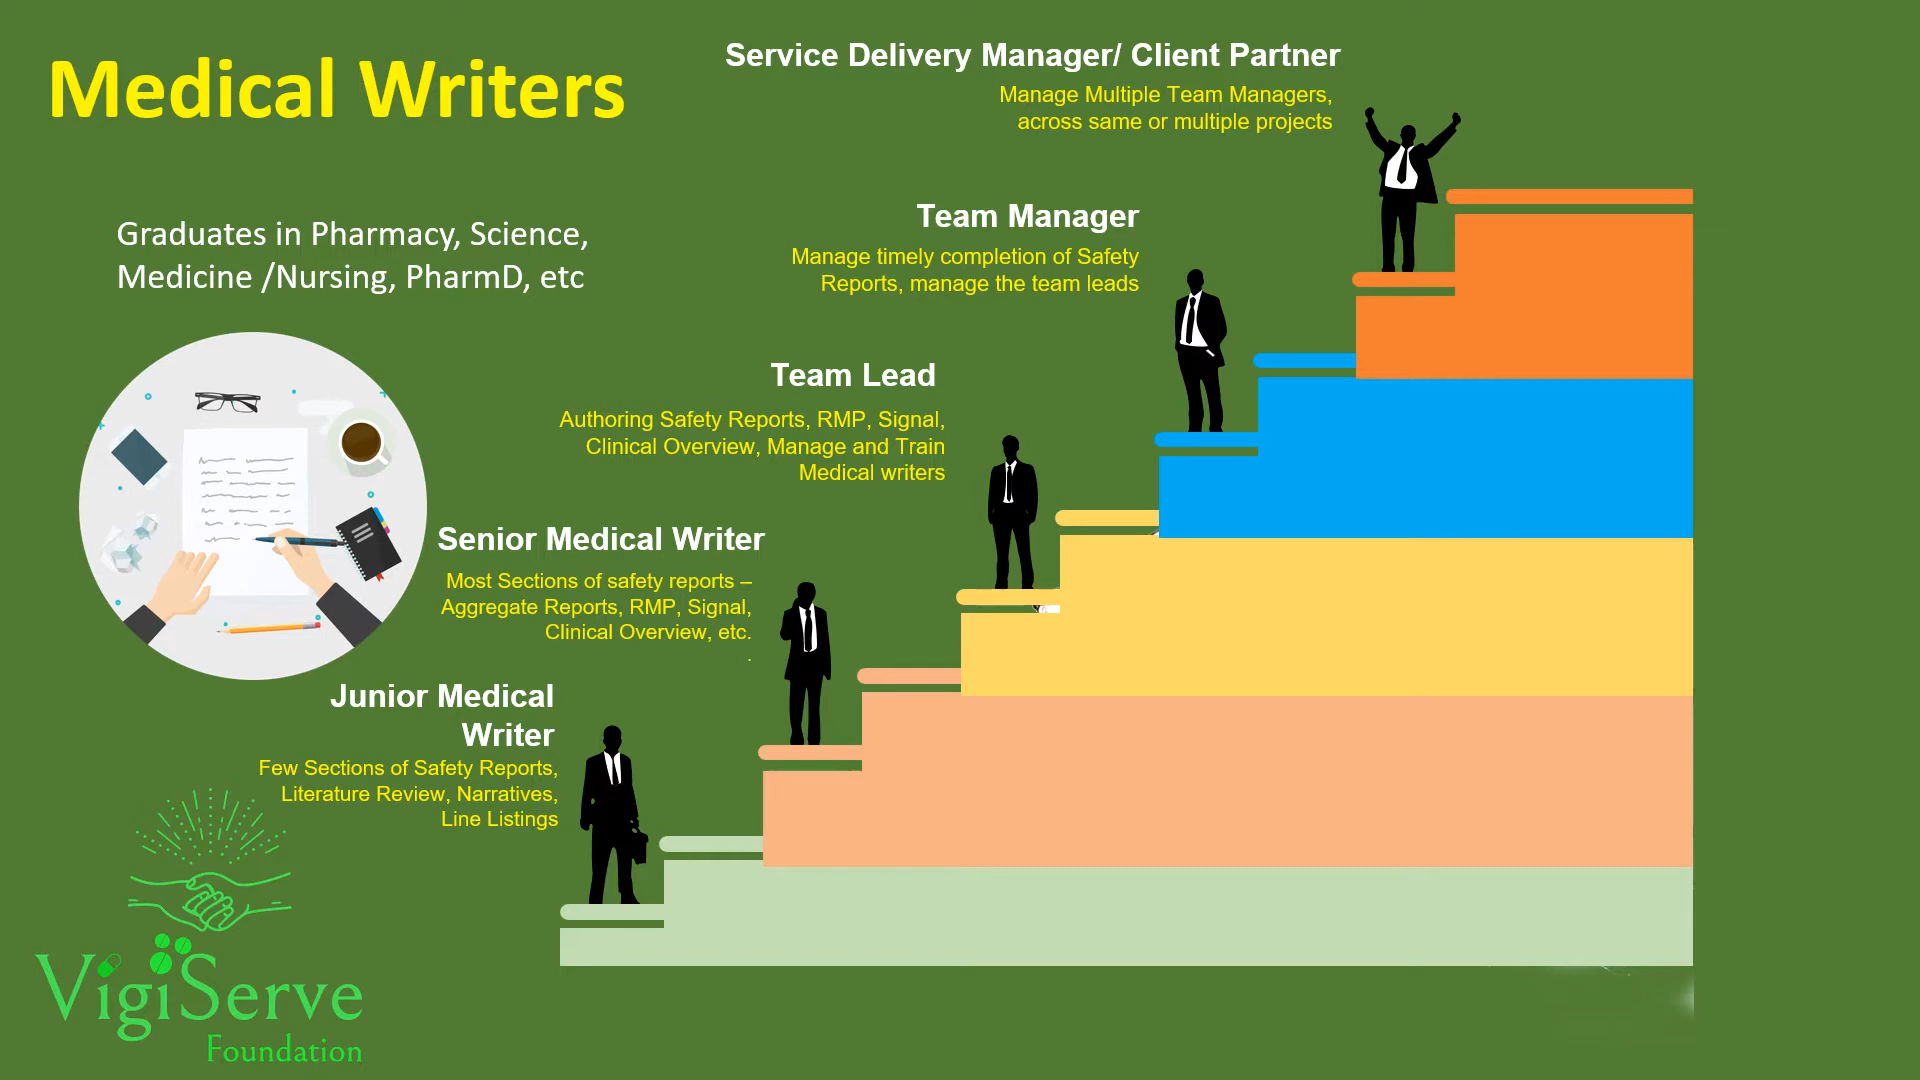 Medical Writers
Graduates in Pharmacy, Science,
Medicine /Nursing, PharmD, etc
Service Delivery Manager/ Client Partner
Manage Multiple Team Managers,
across same or multiple projects
Team Manager
Manage timely completion of Safety
Reports, manage the team leads
Team Lead
Authoring Safety Reports, RMP, Signal,
Clinical Overview, Manage and Train
Medical writers
Senior Medical Writer
Most Sections of safety reports –
Aggregate Reports, RMP, Signal,
Clinical Overview, etc.
.
Junior Medical
Writer
Few Sections of Safety Reports,
Literature Review, Narratives,
Line Listings
VigiServe
Foundation